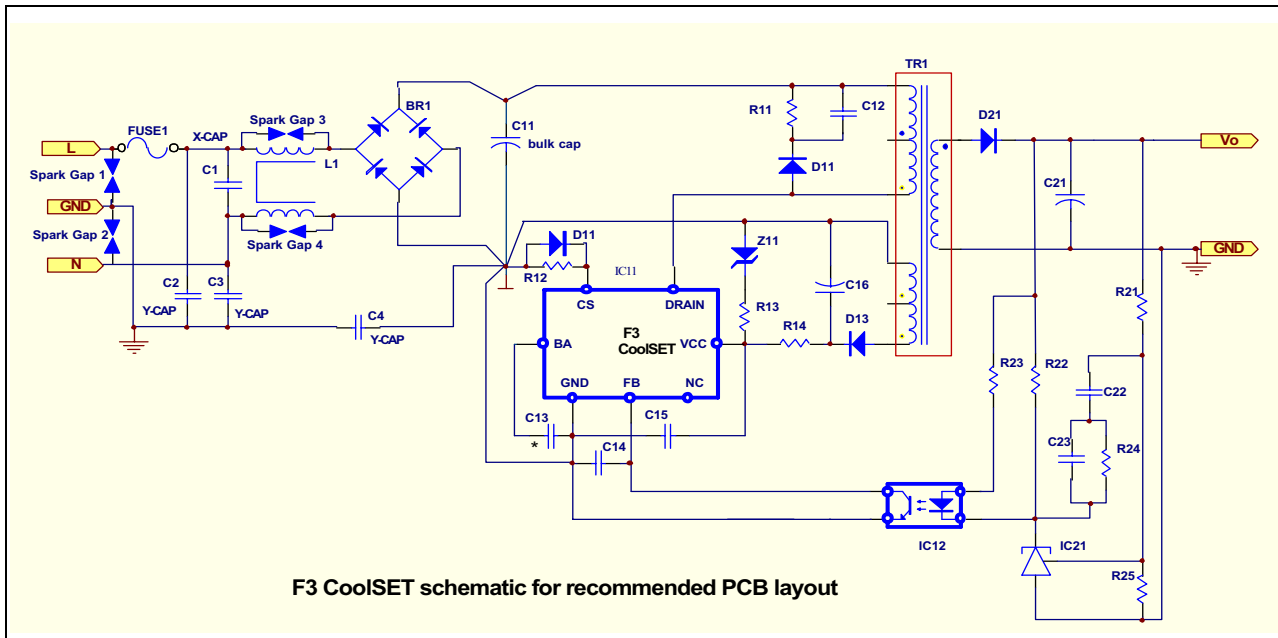 TR1
BR1
R11
C12
D21
Spark Gap 3
FUSE1
X-CAP
C11
bulk cap
L
L1
Vo
Spark Gap 1
C1
D11
C21
GND
Spark Gap 2
Spark Gap 4
D11
Z11
GND
N
R12
IC11
C16
C2
C3
CS
DRAIN
R13
R21
Y-CAP
Y-CAP
C4
Y-CAP
F3
CoolSET
R14
D13
BA
VCC
R23
R22
GND
FB
NC
C22
C13
C15
*
C14
C23
R24
IC12
IC21
R25
F3 CoolSET schematic for recommended PCB layout